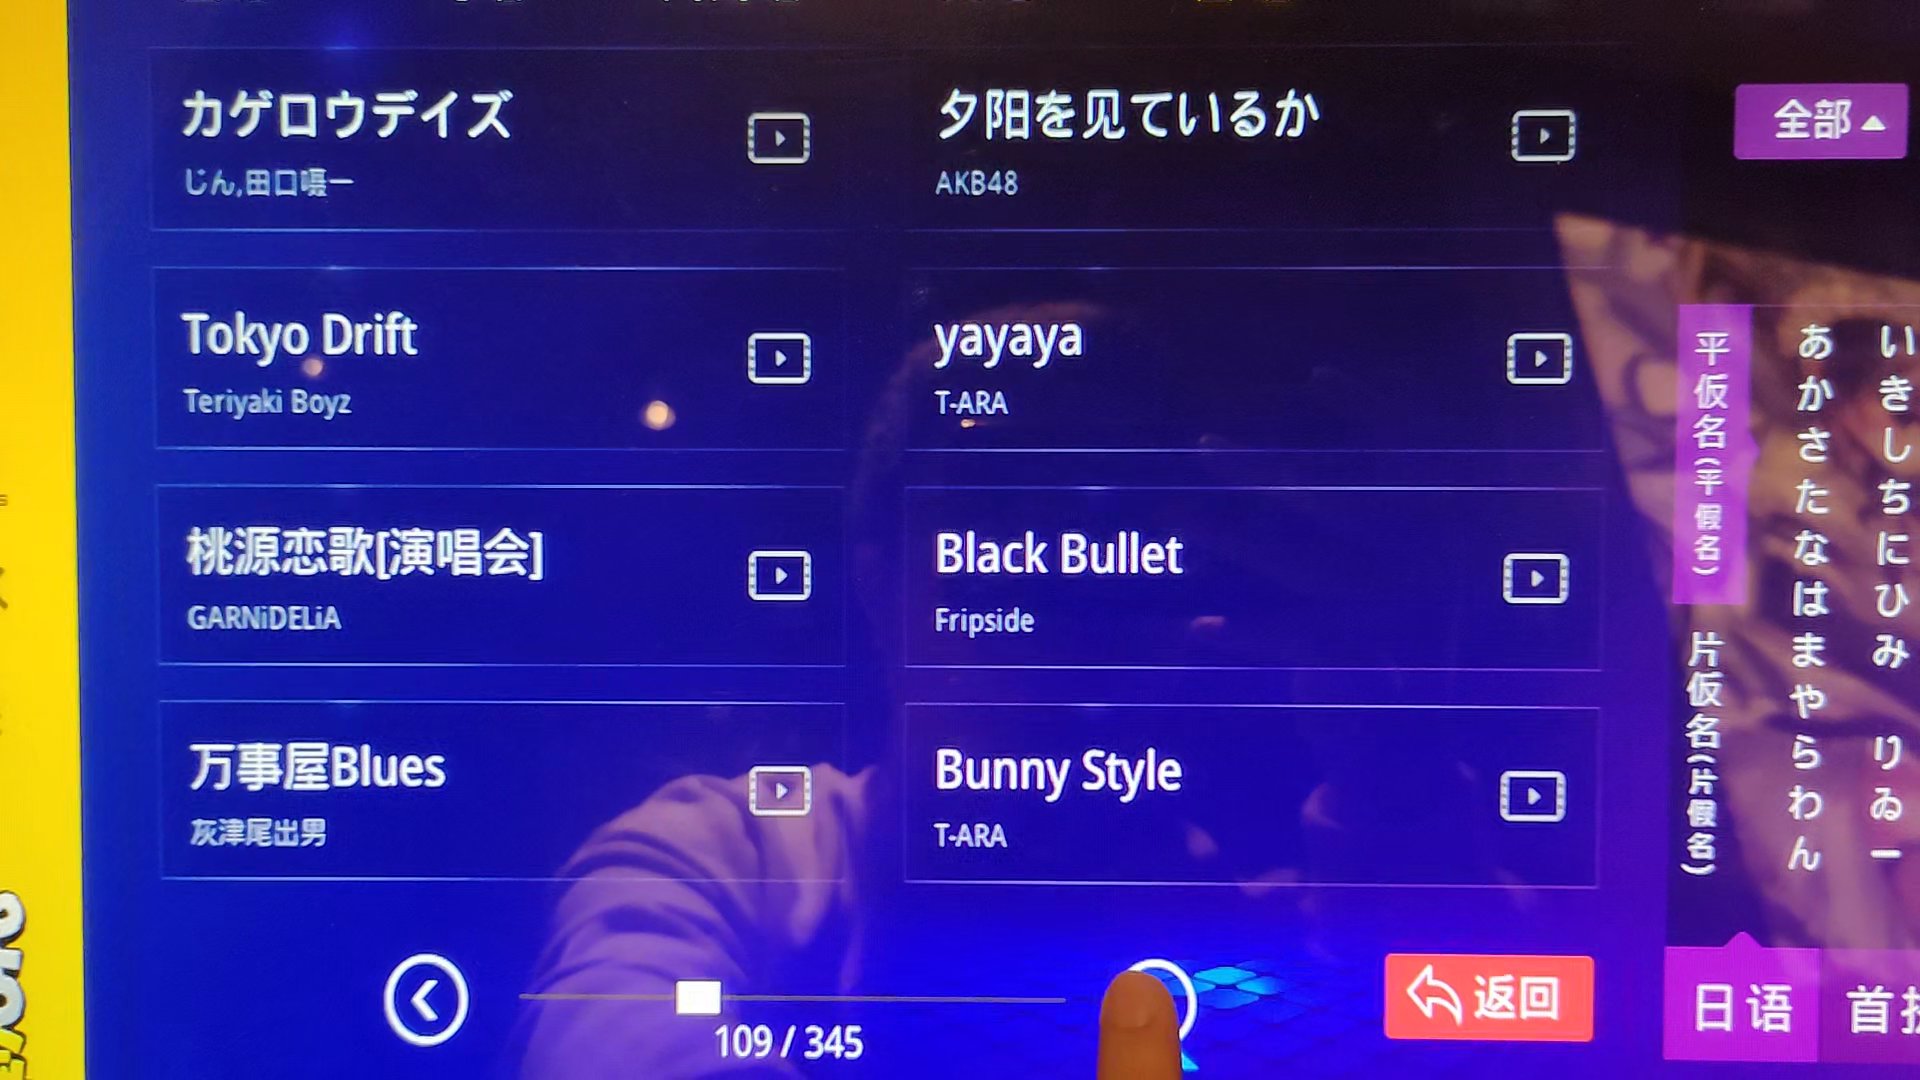 カゲロウデイズ
じん,田口嗫一
夕阳を见ているか
AKB48
Tokyo Drift
Teriyaki Boyz
yayaya
T-ARA
桃源恋歌[演唱会]
GARNiDELiA
Black Bullet
Fripside
万事屋Blues
灰津尾出男
Bunny Style
T-ARA
109 / 345
返回
全部
平仮名(平假名)
片仮名(片假名)
あかさたなはまやらわん
いきしちにひみ りゐー
日语
首